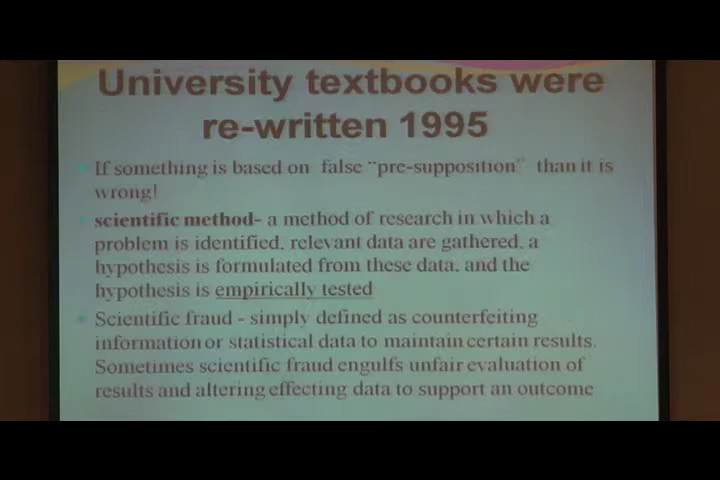 University textbooks were
re-written 1995
If something is based on false "pre-supposition" than it is
wrong!
scientific method- a method of research in which a
problem is identified, relevant data are gathered, a
hypothesis is formulated from these data, and the
hypothesis is empirically tested
Scientific fraud - simply defined as counterfeiting
information or statistical data to maintain certain results.
Sometimes scientific fraud engulfs unfair evaluation of
results and altering effecting data to support an outcome